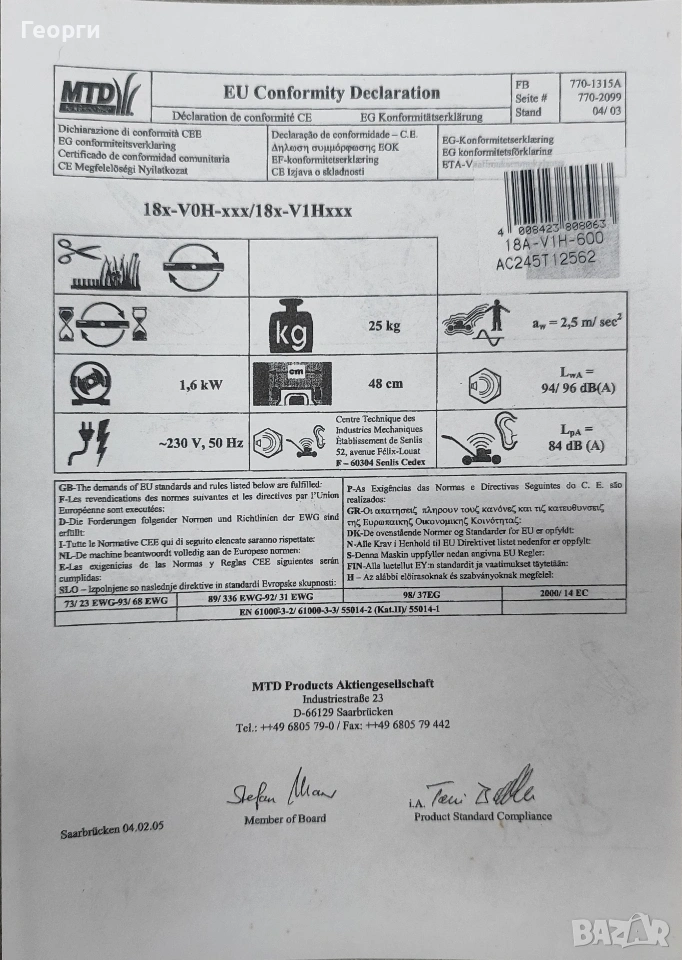 Георги
MTD
EU Conformity Declaration
Déclaration de conformité CE EG Konformitätserklärung
FB 770-1315A
Seite # 770-2099
Stand 04/ 03
Dichiarazione di conformità CEE
EG conformiteitsverklaring
Certificado de conformidad comunitaria
CE Megfelelőségi Nyilatkozat
Declaração de conformidade – C.E.
Δηλωση συμμόρφωσης ΕΟΚ
EF-konformitetserklæring
CE Izjava o skladnosti
EG-Konformitetserklæring
EG konformitetsförklaring
ETA-V
18x-V0H-xxx/18x-V1Hxxx
4 008423 808063
18A-V1H-600
AC245T12562
kg
25 kg
aw = 2,5 m/ sec²
1,6 kW
cm
48 cm
LWA =
94/ 96 dB(A)
~230 V, 50 Hz
Centre Technique des
Industries Mechaniques
Établissement de Senlis
52, avenue Félix-Louat
F – 60304 Senlis Cedex
LpA =
84 dB (A)
GB-The demands of EU standards and rules listed below are fulfilled:
F-Les revendications des normes suivantes et les directives par l'Union
Européenne sont executées:
D-Die Forderungen folgender Normen und Richtlinien der EWG sind
erfüllt:
I-Tutte le Normative CEE qui di seguito elencate saranno rispettate:
NL-De machine beantwoordt volledig aan de Europese normen:
E-Las exigenicias de las Normas y Reglas CEE siguientes serán
cumplidas:
SLO – Izpolnjene so naslednje direktive in standardi Evropske skupnosti:
P-As Exigências das Normas e Directivas Seguintes do C. E. são
realizados:
GR-Οι απαιτησεις πληρουν τους κανόνες και τις κατευθυνσεις
της Ευρωπαικης Οικονομικης Κοινότητας:
DK-De ovenstående Normer og Standarder for EU er opfyldt:
N-Alle Krav i Henhold til EU Direktivet listet nedenfor er oppfylt:
S-Denna Maskin uppfyller nedan angivna EU Regler:
FIN-Alla luetellut EY:n standardit ja vaatimukset täytetään:
H – Az alábbi előírasoknak és szabványoknak megfelel:
73/ 23 EWG-93/ 68 EWG 89/ 336 EWG-92/ 31 EWG 98/ 37EG 2000/ 14 EC
EN 61000-3-2/ 61000-3-3/ 55014-2 (Kat.II)/ 55014-1
MTD Products Aktiengesellschaft
Industriestraße 23
D-66129 Saarbrücken
Tel.: ++49 6805 79-0 / Fax: ++49 6805 79 442
Stefan
Member of Board
i.A. Toni
Product Standard Compliance
Saarbrücken 04.02.05
BAZAR